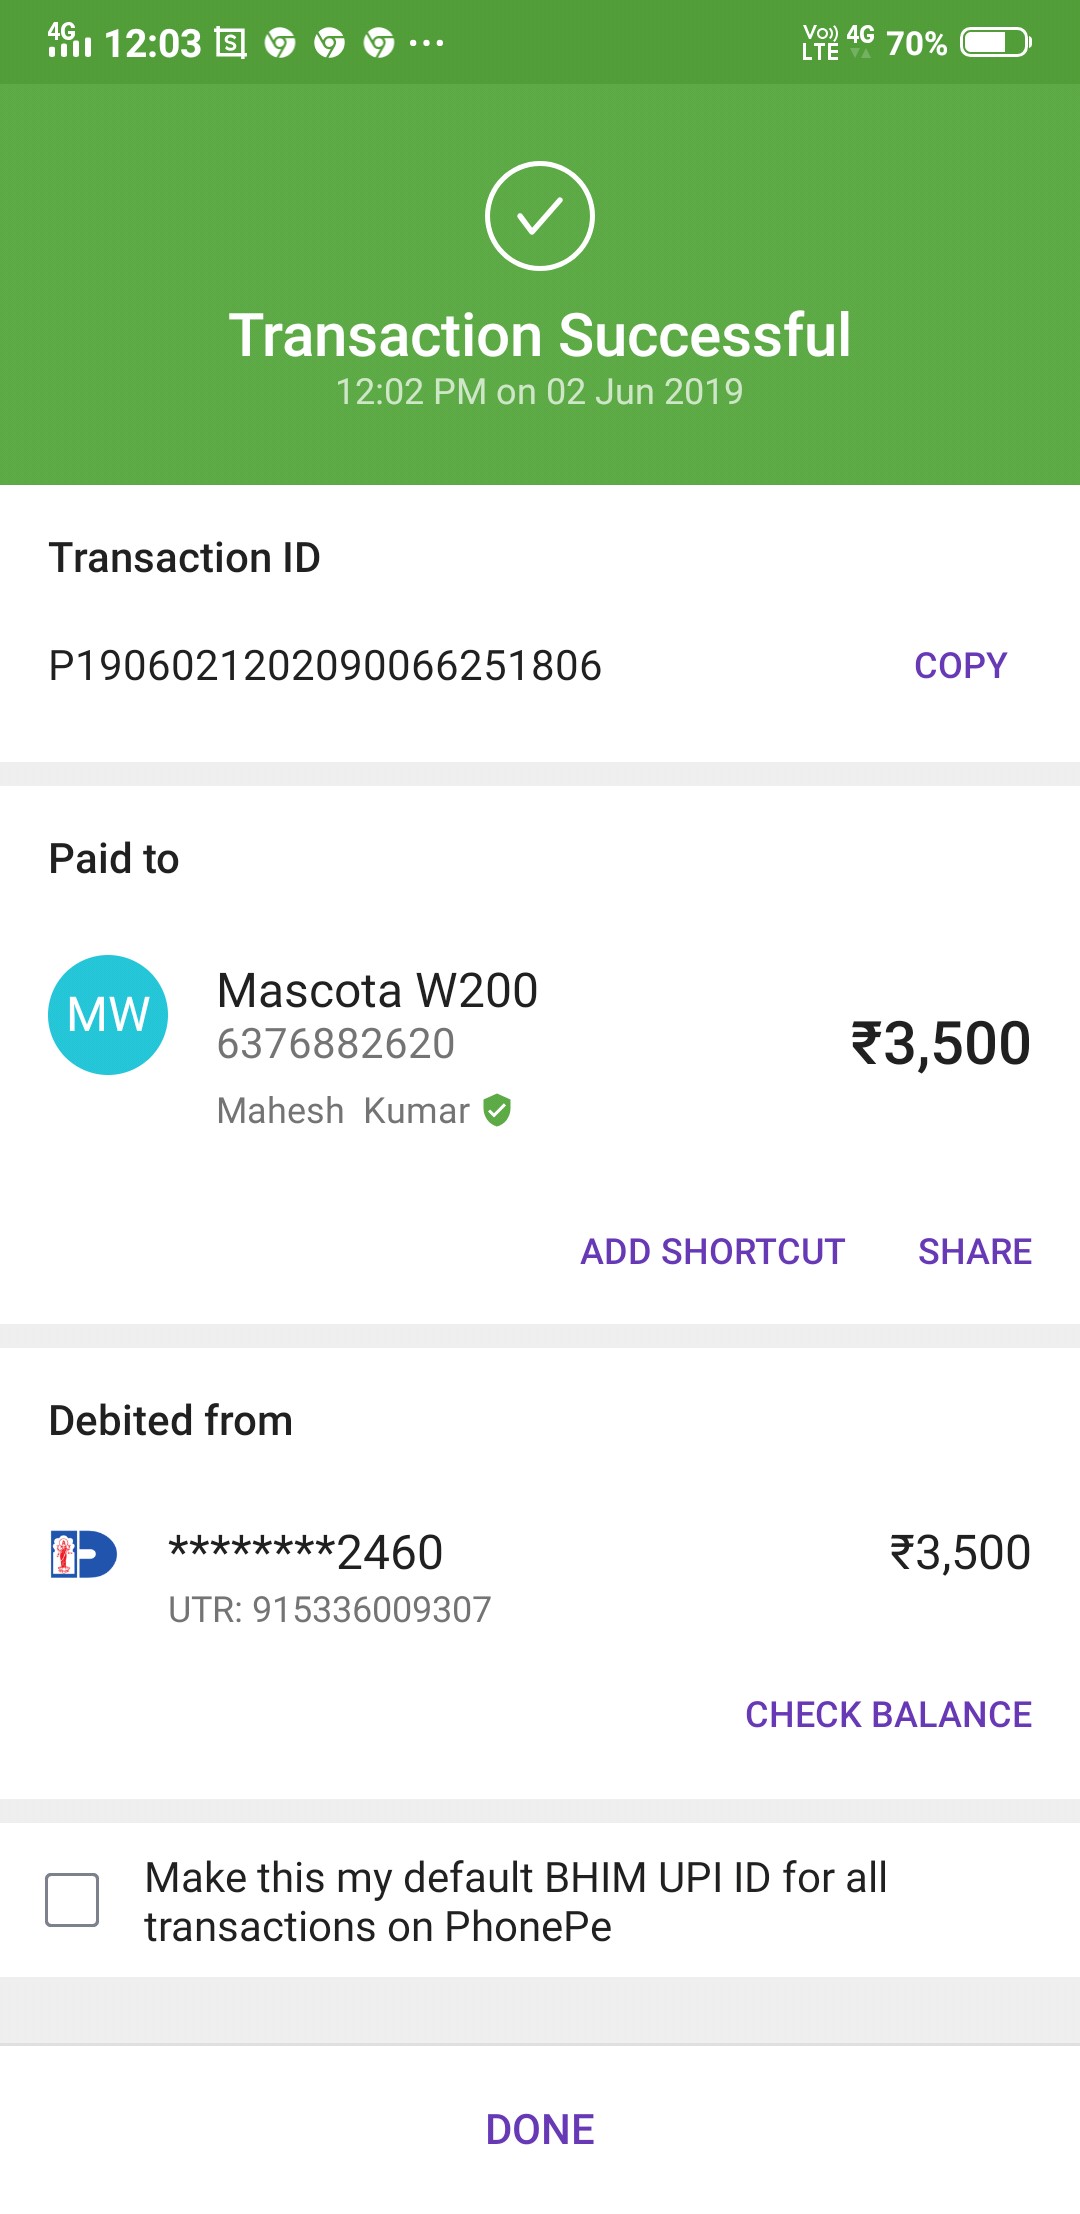 4G 12:03 S ... Vo)) LTE 4G 70%
Transaction Successful
12:02 PM on 02 Jun 2019
Transaction ID
P1906021202090066251806 COPY
Paid to
MW Mascota W200
6376882620 ₹3,500
Mahesh Kumar
ADD SHORTCUT SHARE
Debited from
********2460 ₹3,500
UTR: 915336009307
CHECK BALANCE
Make this my default BHIM UPI ID for all
transactions on PhonePe
DONE